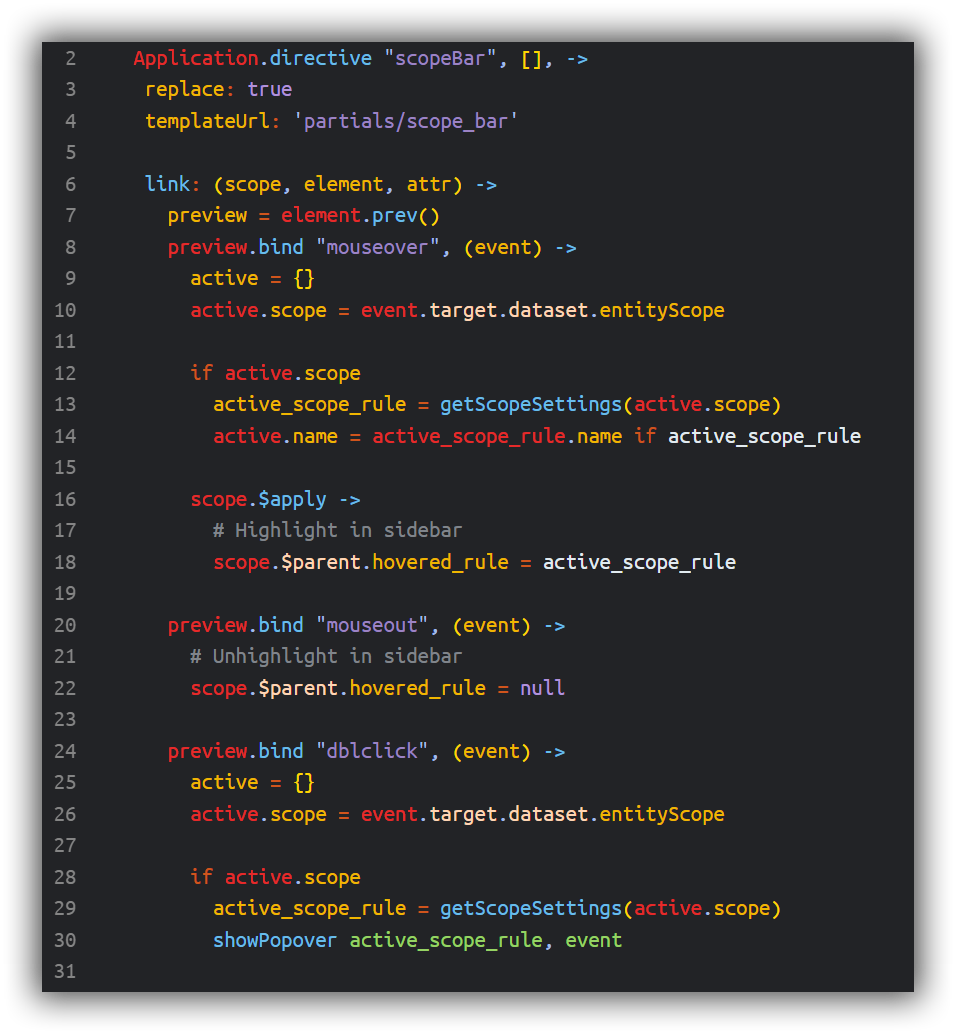 2 Application.directive "scopeBar", [], ->
3 replace: true
4 templateUrl: 'partials/scope_bar'
5
6 link: (scope, element, attr) ->
7 preview = element.prev()
8 preview.bind "mouseover", (event) ->
9 active = {}
10 active.scope = event.target.dataset.entityScope
11
12 if active.scope
13 active_scope_rule = getScopeSettings(active.scope)
14 active.name = active_scope_rule.name if active_scope_rule
15
16 scope.$apply ->
17 # Highlight in sidebar
18 scope.$parent.hovered_rule = active_scope_rule
19
20 preview.bind "mouseout", (event) ->
21 # Unhighlight in sidebar
22 scope.$parent.hovered_rule = null
23
24 preview.bind "dblclick", (event) ->
25 active = {}
26 active.scope = event.target.dataset.entityScope
27
28 if active.scope
29 active_scope_rule = getScopeSettings(active.scope)
30 showPopover active_scope_rule, event
31